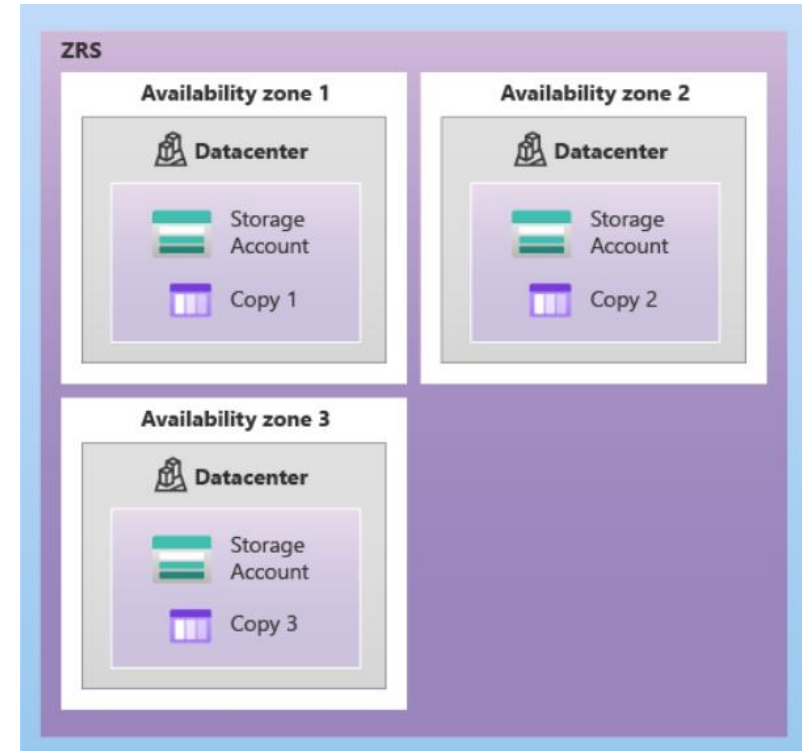 ZRS
Availability zone 1
Datacenter
Storage
Account
Copy 1
Availability zone 2
Datacenter
Storage
Account
Copy 2
Availability zone 3
Datacenter
Storage
Account
Copy 3